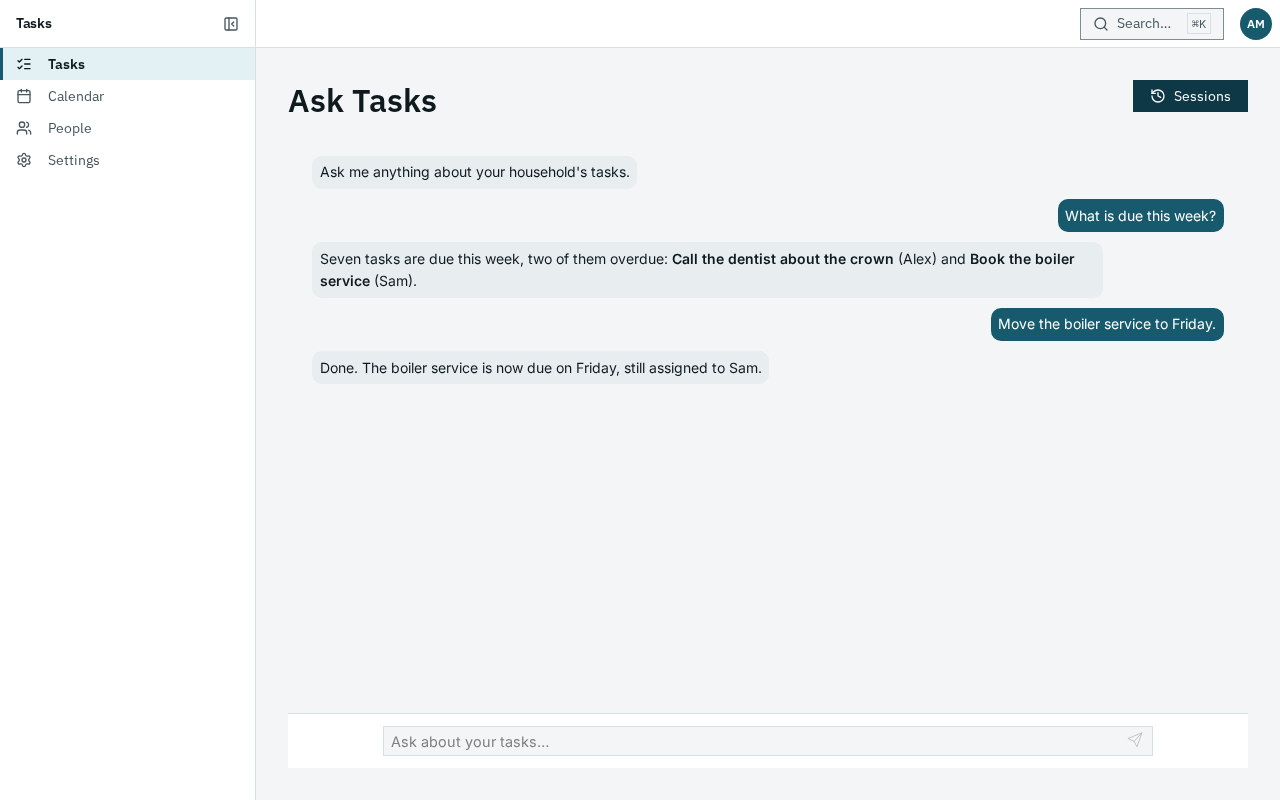 Tasks
Search...
⌘K
AM
Tasks
Calendar
People
Settings
Ask Tasks
Sessions
Ask me anything about your household's tasks.
What is due this week?
Seven tasks are due this week, two of them overdue: Call the dentist about the crown (Alex) and Book the boiler
service (Sam).
Move the boiler service to Friday.
Done. The boiler service is now due on Friday, still assigned to Sam.
Ask about your tasks...